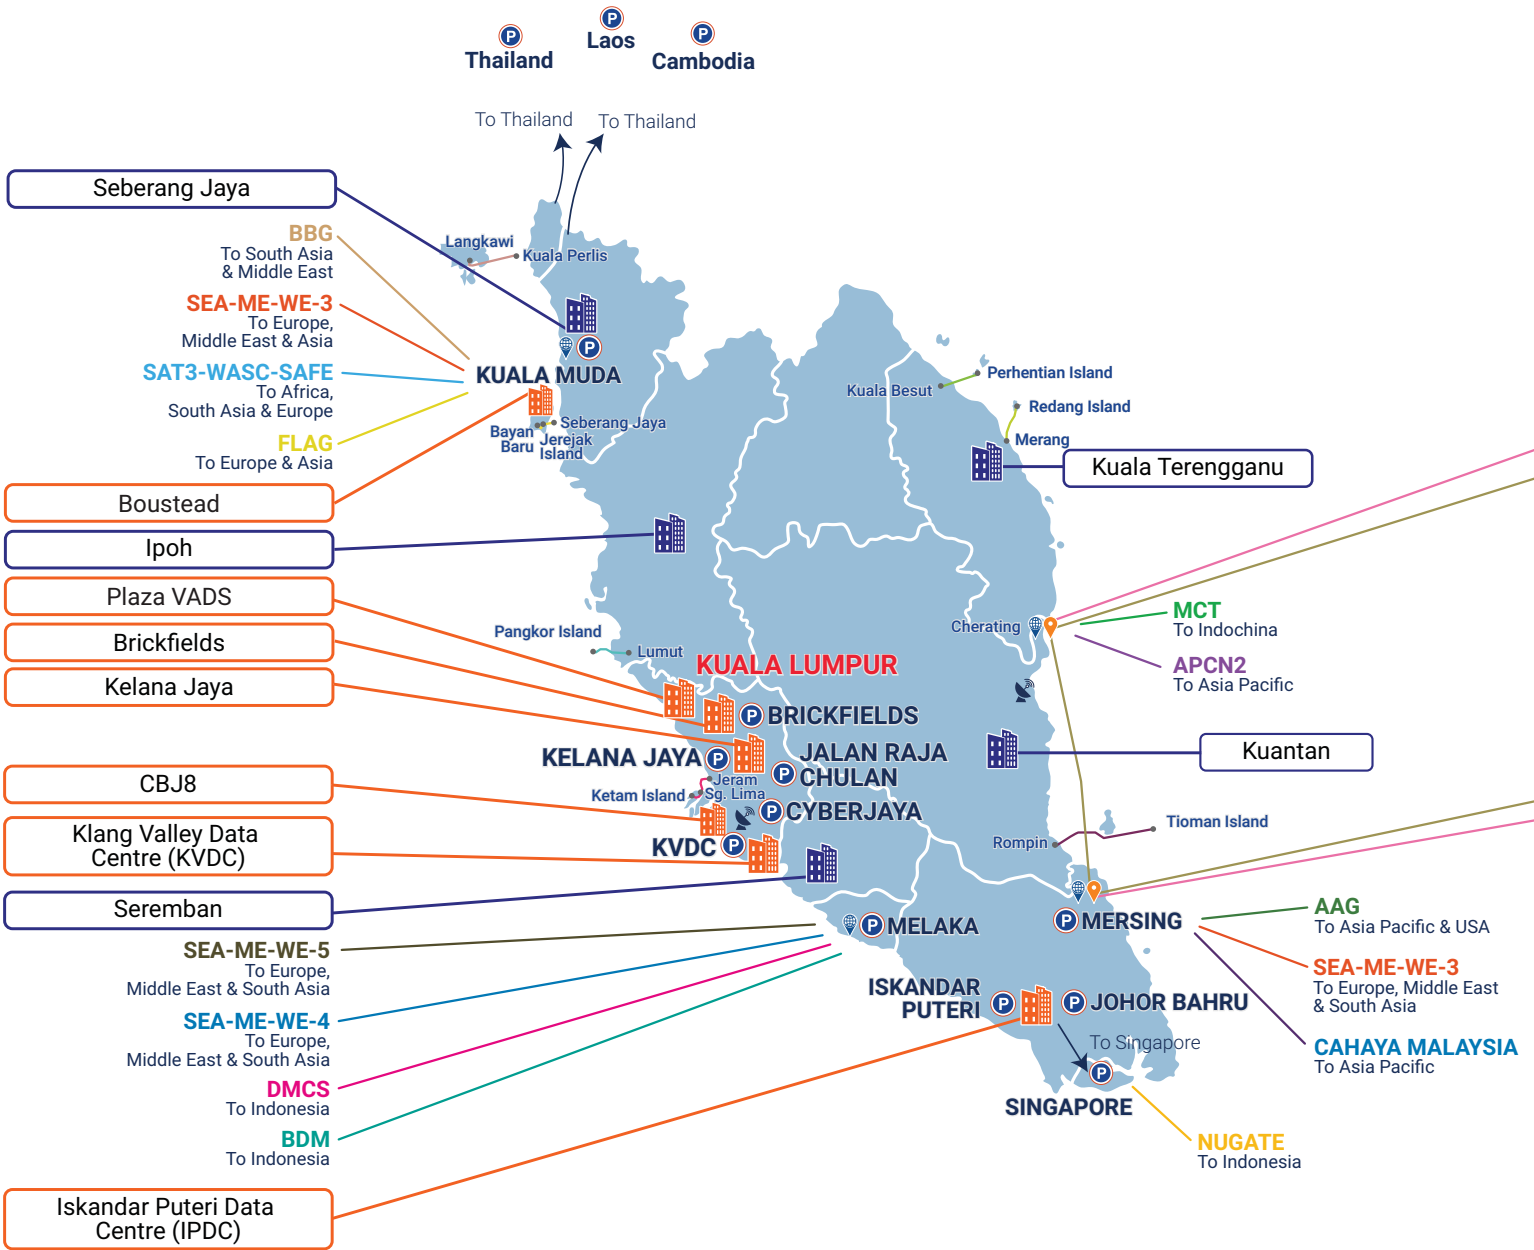 P
P
P
Thailand
Laos
Cambodia
To Thailand
To Thailand
Seberang Jaya
BBG
To South Asia
& Middle East
SEA-ME-WE-3
To Europe,
Middle East & Asia
SAT3-WASC-SAFE
To Africa,
South Asia & Europe
FLAG
To Europe & Asia
Boustead
Ipoh
Plaza VADS
Brickfields
Kelana Jaya
CBJ8
Klang Valley Data
Centre (KVDC)
Seremban
SEA-ME-WE-5
To Europe,
Middle East & South Asia
SEA-ME-WE-4
To Europe,
Middle East & South Asia
DMCS
To Indonesia
BDM
To Indonesia
Iskandar Puteri Data
Centre (IPDC)
Langkawi
Kuala Perlis
P
KUALA MUDA
Seberang Jaya
Bayan
Baru
Jerejak
Island
Pangkor Island
Lumut
KUALA LUMPUR
P
BRICKFIELDS
KELANA JAYA
P
JALAN RAJA
CHULAN
P
Jeram
Sg. Lima
Ketam Island
P
CYBERJAYA
KVDC
P
P
MELAKA
Kuala Besut
Perhentian Island
Redang Island
Merang
Kuala Terengganu
Cherating
MCT
To Indochina
APCN2
To Asia Pacific
Kuantan
Rompin
Tioman Island
P
MERSING
AAG
To Asia Pacific & USA
SEA-ME-WE-3
To Europe, Middle East
& South Asia
CAHAYA MALAYSIA
To Asia Pacific
ISKANDAR
PUTERI
P
P
JOHOR BAHRU
To Singapore
P
SINGAPORE
NUGATE
To Indonesia